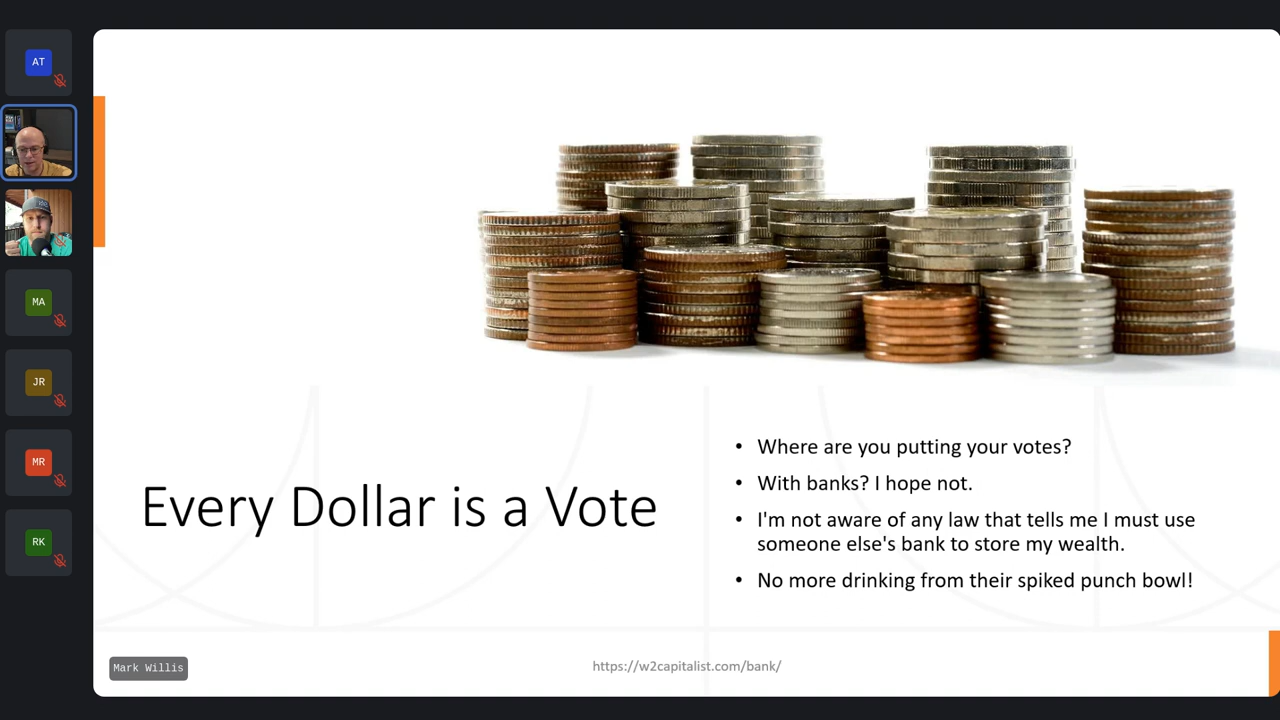 AT
MA
JR
MR
RK
Every Dollar is a Vote
• Where are you putting your votes?
• With banks? I hope not.
• I'm not aware of any law that tells me I must use
someone else's bank to store my wealth.
• No more drinking from their spiked punch bowl!
Mark Willis
https://w2capitalist.com/bank/